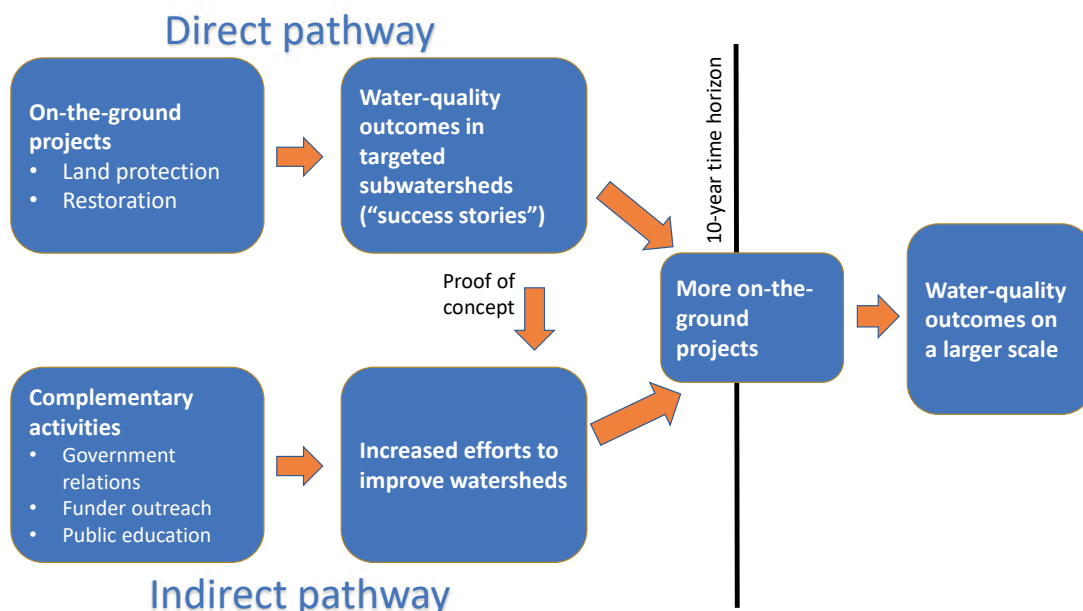 Direct pathway
On-the-ground
projects
• Land protection
• Restoration
Water-quality
outcomes in
targeted
subwatersheds
(“success stories”)
10-year time horizon
Proof of
concept
More on-the-
ground
projects
Water-quality
outcomes on
a larger scale
Complementary
activities
• Government
relations
• Funder outreach
• Public education
Increased efforts to
improve watersheds
Indirect pathway